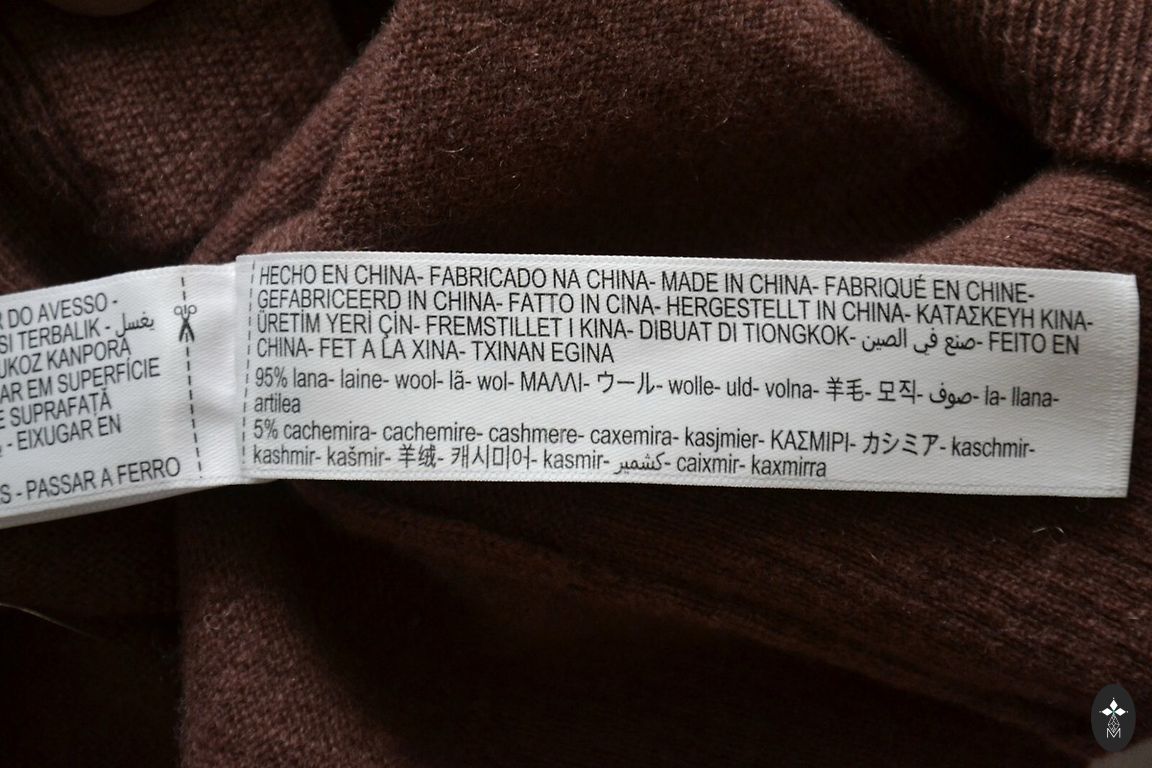 R DO AVESSO -
SI TERBALIK - يغسل
UKOZ KANPORA
AR EM SUPERFÍCIE
E SUPRAFAȚĂ
- EIXUGAR EN
S - PASSAR A FERRO
HECHO EN CHINA- FABRICADO NA CHINA- MADE IN CHINA- FABRIQUÉ EN CHINE-
GEFABRICEERD IN CHINA- FATTO IN CINA- HERGESTELLT IN CHINA- ΚΑΤΑΣΚΕΥΗ ΚΙΝΑ-
ÜRETİM YERİ ÇİN- FREMSTILLET I KINA- DIBUAT DI TIONGKOK- صنع في الصين- FEITO EN
CHINA- FET A LA XINA- TXINAN EGINA
95% lana- laine- wool- lã- wol- ΜΑΛΛΙ- ウール- wolle- uld- volna- 羊毛- 모직- صوف- la- llana-
artilea
5% cachemira- cachemire- cashmere- caxemira- kasjmier- ΚΑΣΜΙΡΙ- カシミア- kaschmir-
kashmir- kašmir- 羊绒- 캐시미어- kasmir- كشمير- caixmir- kaxmirra
M